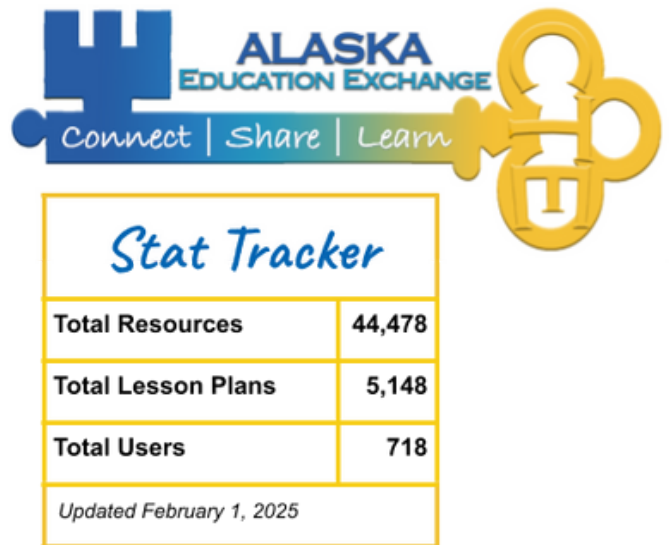 ALASKA
EDUCATION EXCHANGE
Connect | Share | Learn
Stat Tracker
Total Resources 44,478
Total Lesson Plans 5,148
Total Users 718
Updated February 1, 2025